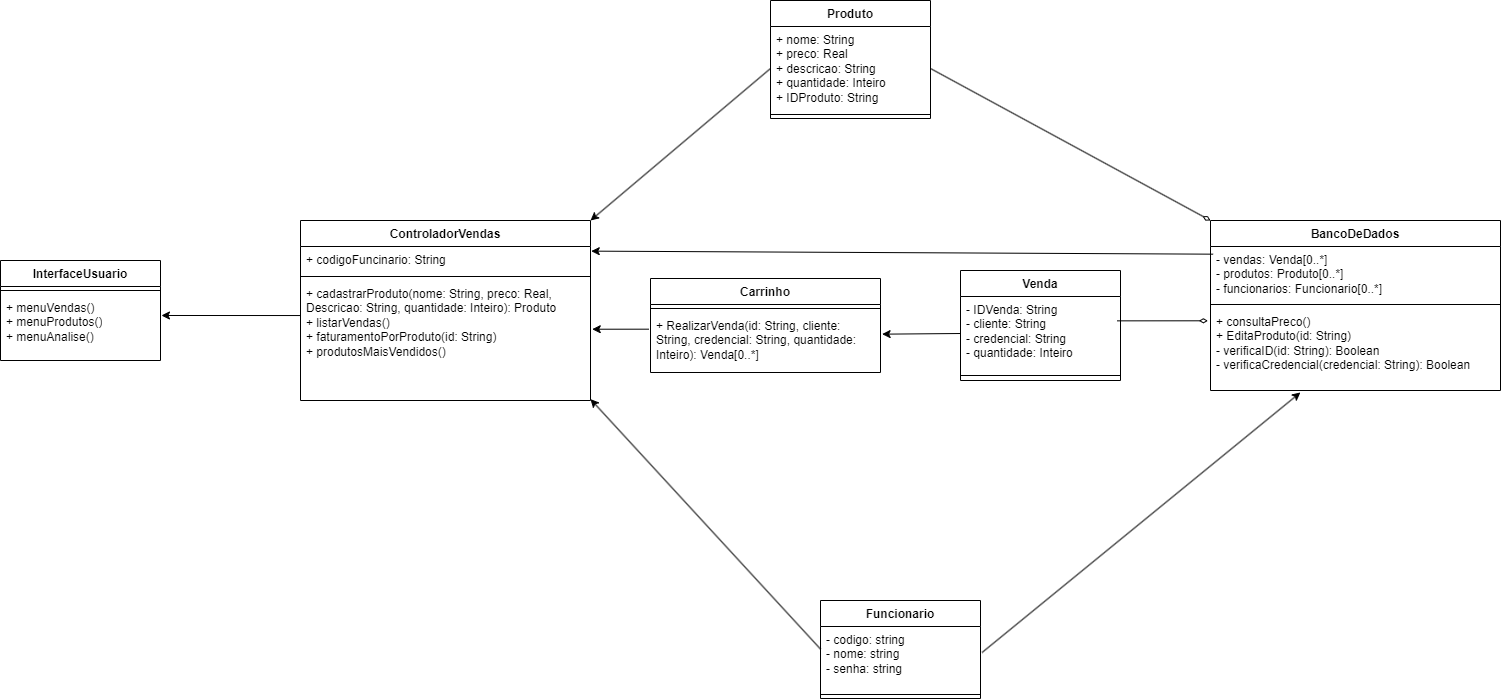 Produto
+ nome: String
+ preco: Real
+ descricao: String
+ quantidade: Inteiro
+ IDProduto: String
InterfaceUsuario
+ menuVendas()
+ menuProdutos()
+ menuAnalise()
ControladorVendas
+ codigoFuncinario: String
+ cadastrarProduto(nome: String, preco: Real,
Descricao: String, quantidade: Inteiro): Produto
+ listarVendas()
+ faturamentoPorProduto(id: String)
+ produtosMaisVendidos()
Carrinho
+ RealizarVenda(id: String, cliente:
String, credencial: String, quantidade:
Inteiro): Venda[0..*]
Venda
- IDVenda: String
- cliente: String
- credencial: String
- quantidade: Inteiro
BancoDeDados
- vendas: Venda[0..*]
- produtos: Produto[0..*]
- funcionarios: Funcionario[0..*]
+ consultaPreco()
+ EditaProduto(id: String)
- verificaID(id: String): Boolean
- verificaCredencial(credencial: String): Boolean
Funcionario
- codigo: string
- nome: string
- senha: string